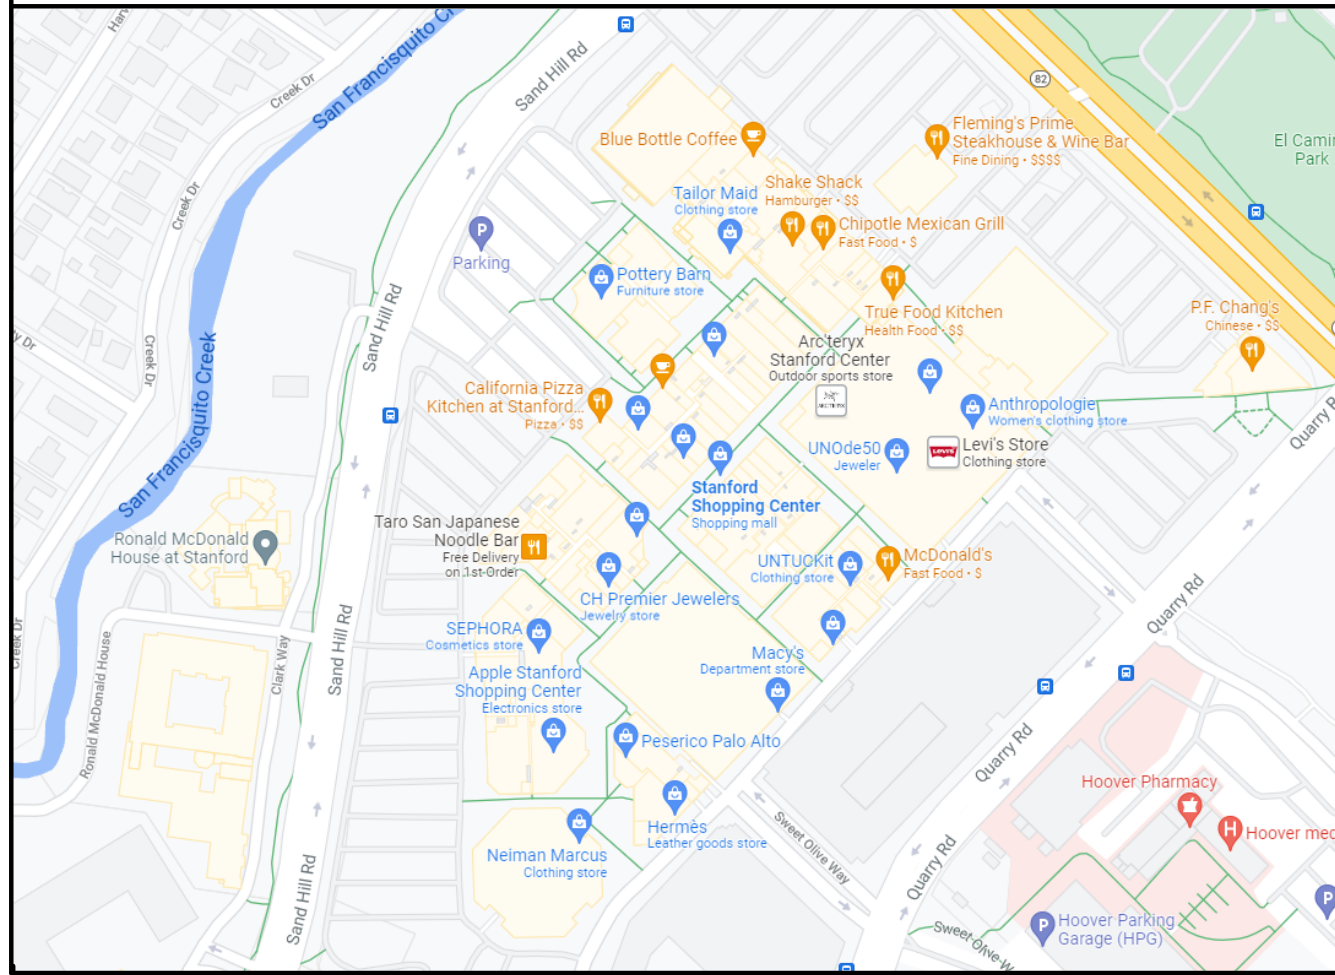 Creek Dr
San Francisquito Creek
Sand Hill Rd
82
Fleming's Prime
Steakhouse & Wine Bar
Fine Dining • $$$$
El Camin
Park
Blue Bottle Coffee
Shake Shack
Hamburger • $$
Tailor Maid
Clothing store
Chipotle Mexican Grill
Fast Food • $
Creek Dr
P
Parking
Pottery Barn
Furniture store
True Food Kitchen
Health Food • $$
P.F. Chang's
Chinese • $$
Sand Hill Rd
Arc'teryx
Stanford Center
Outdoor sports store
ARC'TERYX
Creek Dr
California Pizza
Kitchen at Stanford...
Pizza • $$
Anthropologie
Women's clothing store
Quarry R
San Francisquito Creek
UNOde50
Jeweler
Levi's
Levi's Store
Clothing store
Stanford
Shopping Center
Shopping mall
Ronald McDonald
House at Stanford
Taro San Japanese
Noodle Bar
Free Delivery
on 1st Order
UNTUCKit
Clothing store
McDonald's
Fast Food • $
CH Premier Jewelers
Jewelry store
Quarry Rd
Creek Dr
Clark Way
Sand Hill Rd
SEPHORA
Cosmetics store
Macy's
Department store
Apple Stanford
Shopping Center
Electronics store
Ronald McDonald House
Peserico Palo Alto
Quarry Rd
Hoover Pharmacy
H
Hoover med
Hermès
Leather goods store
Sweet Olive Way
Neiman Marcus
Clothing store
Quarry Rd
Sand Hill Rd
P
Hoover Parking
Garage (HPG)
P
Sweet Olive W